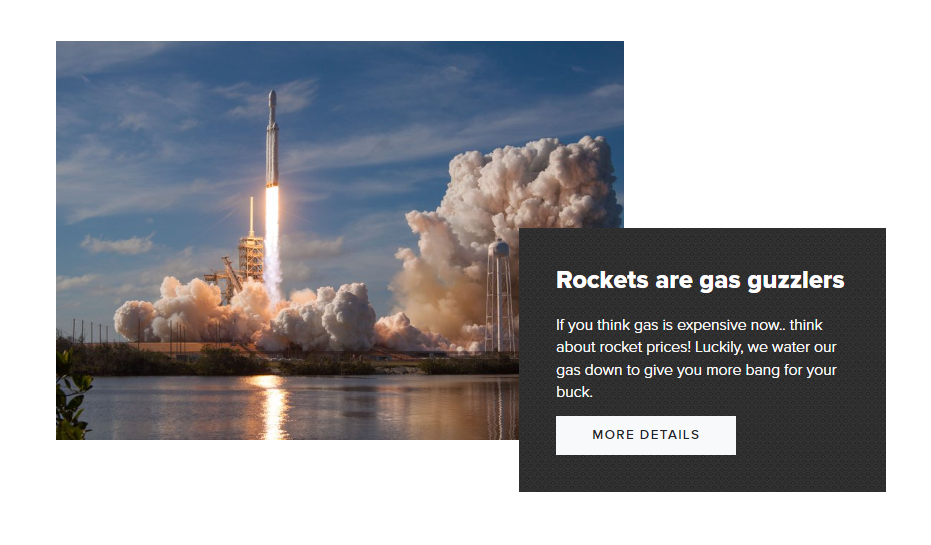 Rockets are gas guzzlers
If you think gas is expensive now.. think
about rocket prices! Luckily, we water our
gas down to give you more bang for your
buck.
MORE DETAILS